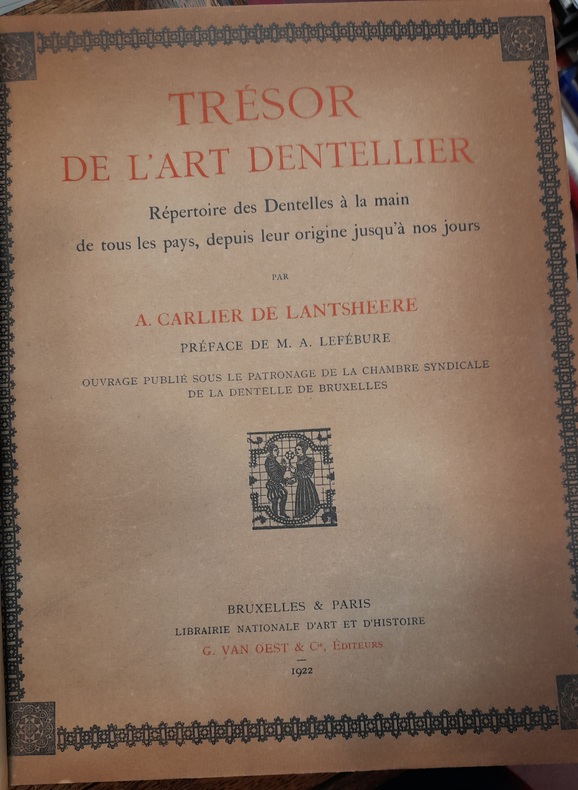 TRÉSOR
DE L'ART DENTELLIER
Répertoire des Dentelles à la main
de tous les pays, depuis leur origine jusqu'à nos jours
PAR
A. CARLIER DE LANTSHEERE
PRÉFACE DE M. A. LEFÉBURE
OUVRAGE PUBLIÉ SOUS LE PATRONAGE DE LA CHAMBRE SYNDICALE
DE LA DENTELLE DE BRUXELLES
BRUXELLES & PARIS
LIBRAIRIE NATIONALE D'ART ET D'HISTOIRE
G. VAN OEST & Cie, ÉDITEURS
1922